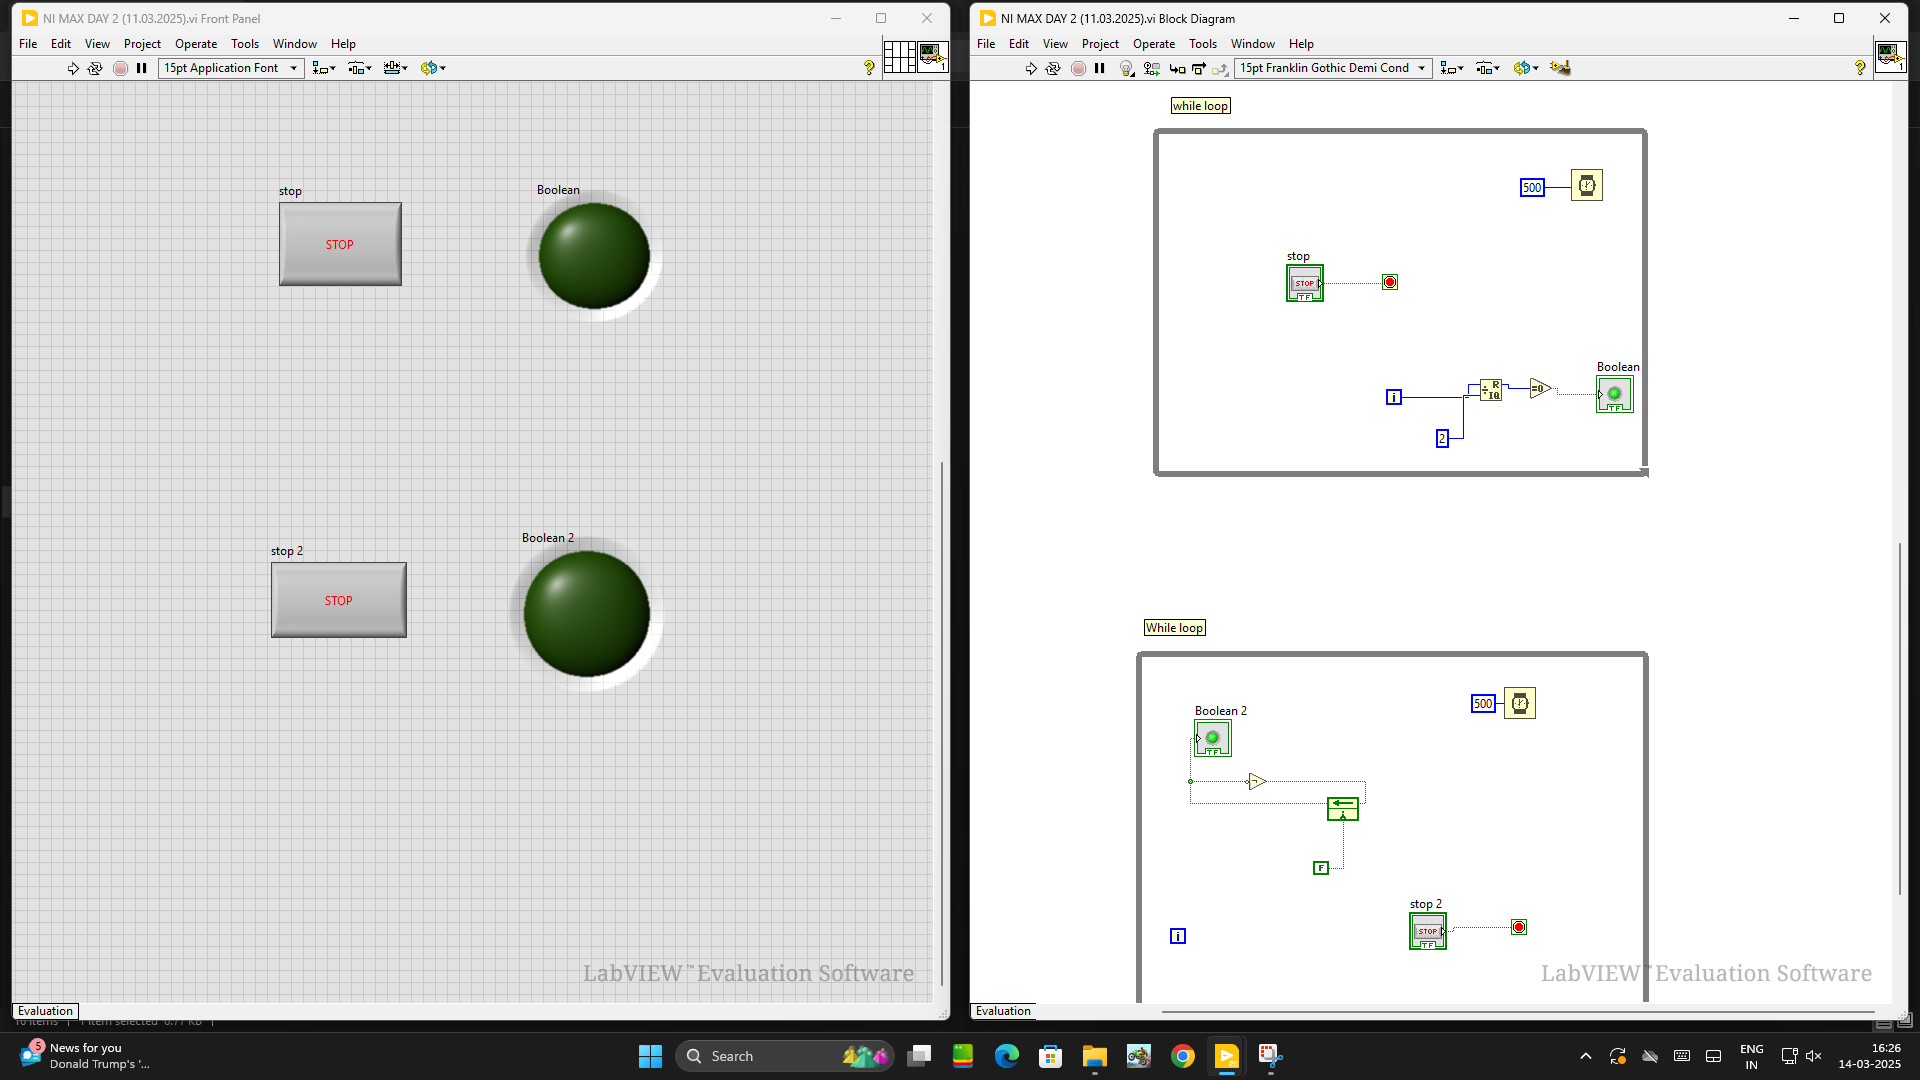 NI MAX DAY 2 (11.03.2025).vi Front Panel
File Edit View Project Operate Tools Window Help
15pt Application Font
1
stop
STOP
Boolean
stop 2
STOP
Boolean 2
LabVIEW™Evaluation Software
Evaluation
NI MAX DAY 2 (11.03.2025).vi Block Diagram
File Edit View Project Operate Tools Window Help
15pt Franklin Gothic Demi Cond
1
while loop
500
stop
STOP
TF
i
R
IQ
=0
2
Boolean
TF
While loop
500
Boolean 2
TF
F
stop 2
STOP
TF
i
LabVIEW™Evaluation Software
Evaluation
5
News for you
Donald Trump's '...
Search
ENG
IN
16:26
14-03-2025